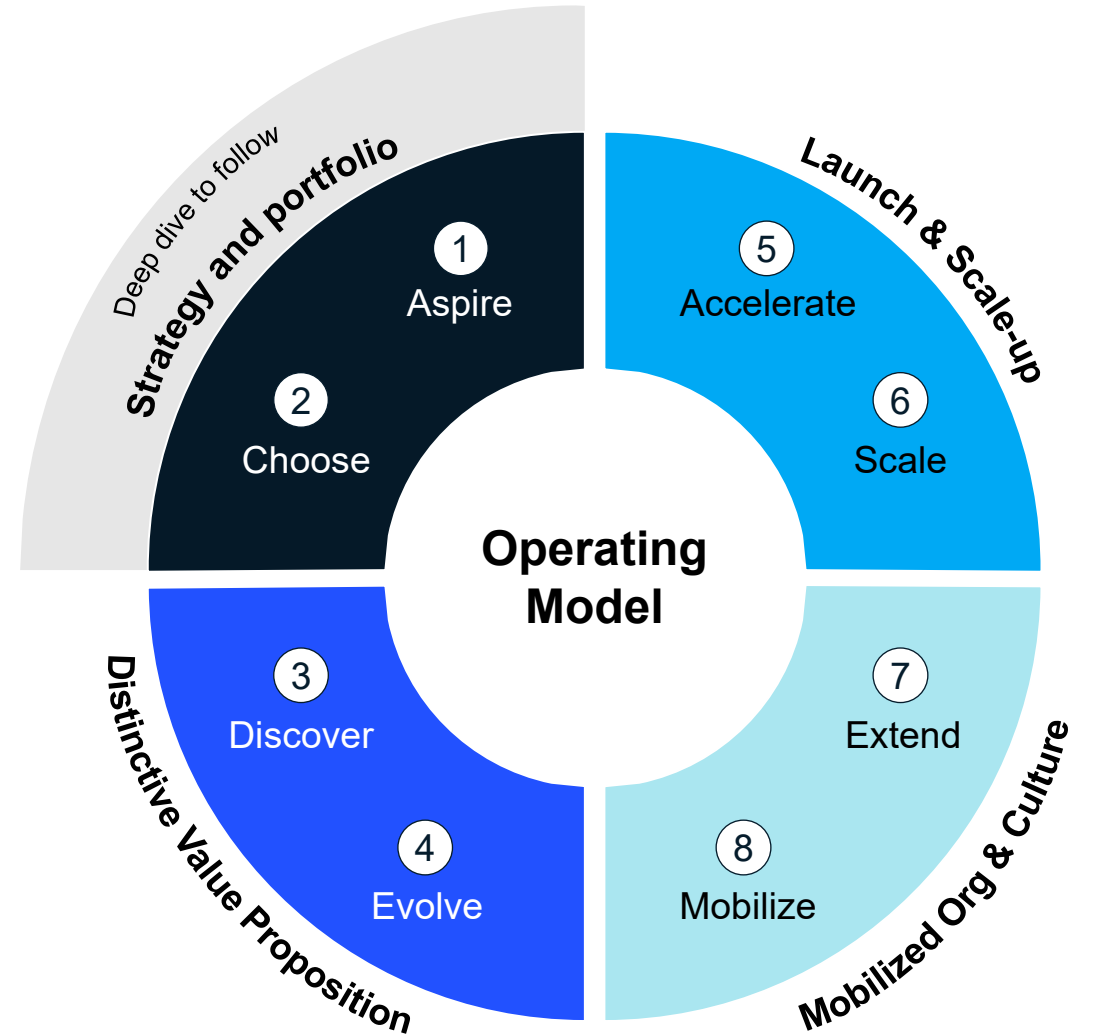 Deep dive to follow
Strategy and portfolio
1
Aspire
2
Choose
Launch & Scale-up
5
Accelerate
6
Scale
Operating
Model
Distinctive Value Proposition
3
Discover
4
Evolve
Mobilized Org & Culture
7
Extend
8
Mobilize